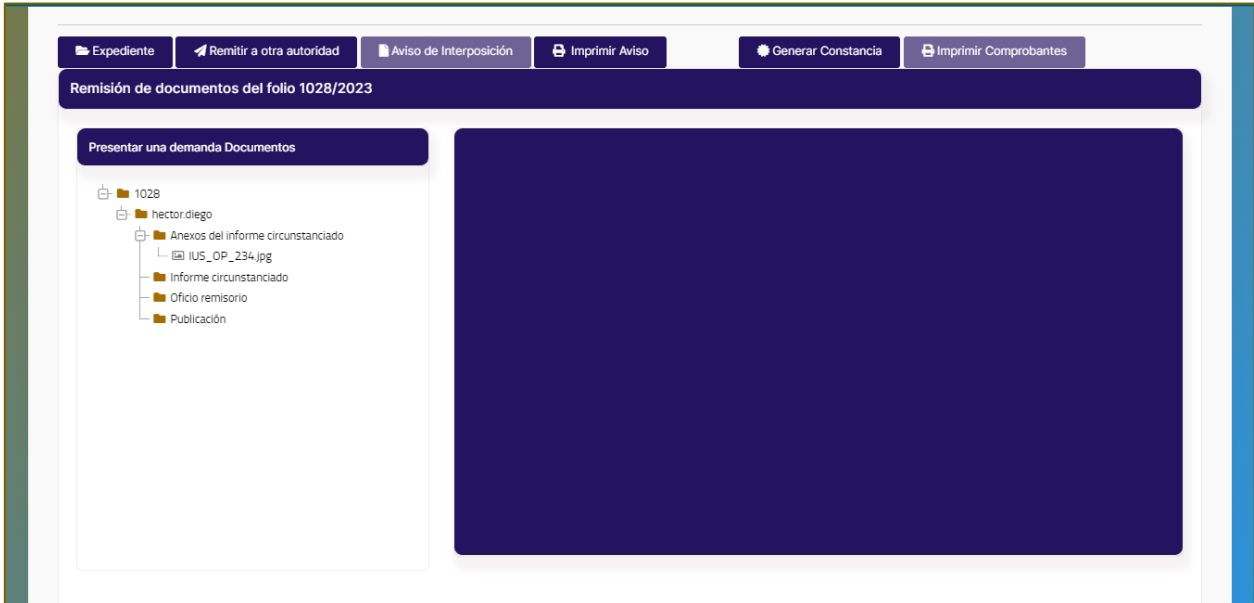 Expediente Remitir a otra autoridad Aviso de Interposición Imprimir Aviso Generar Constancia Imprimir Comprobantes
Remisión de documentos del folio 1028/2023
Presentar una demanda Documentos
1028
hector.diego
Anexos del informe circunstanciado
IUS_OP_234.jpg
Informe circunstanciado
Oficio remisorio
Publicación